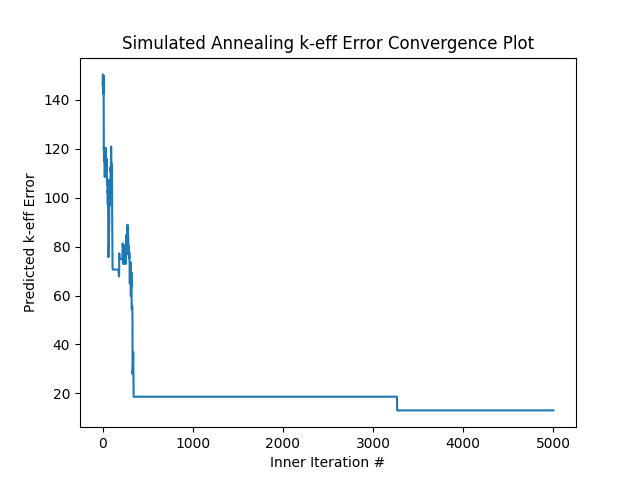 Simulated Annealing k-eff Error Convergence Plot
Predicted k-eff Error
140
120
100
80
60
40
20
0 1000 2000 3000 4000 5000
Inner Iteration #